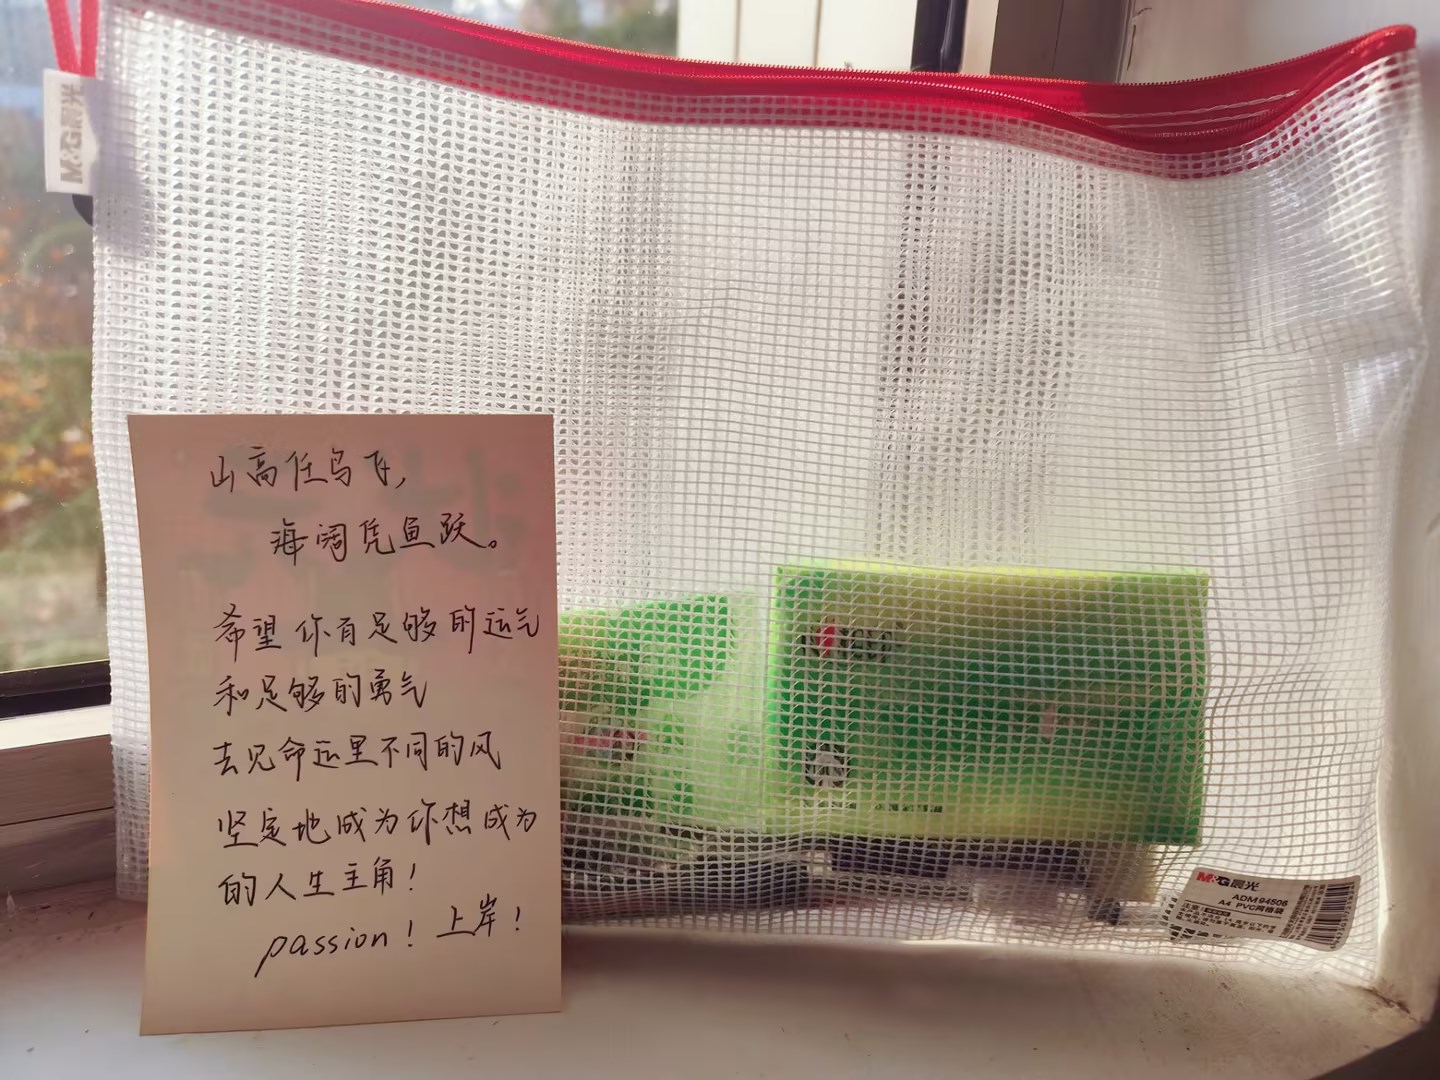 M&G晨光
山高任鸟飞,
海阔凭鱼跃。
希望你有足够的运气
和足够的勇气
去见命运里不同的风
坚定地成为你想成为
的人生主角!
passion! 上岸!
M&G晨光
ADM94506
A4 PVC网格袋